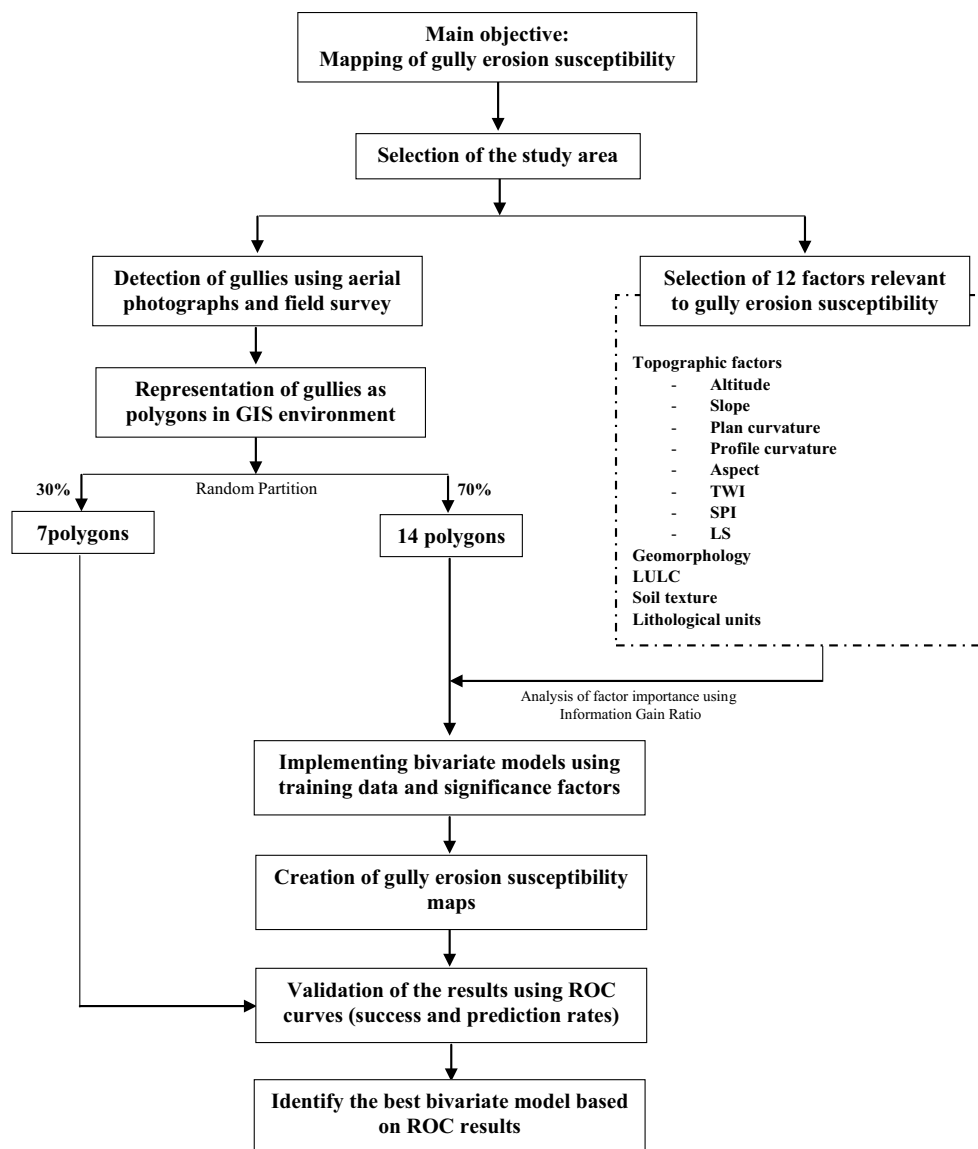 Main objective:
Mapping of gully erosion susceptibility
Selection of the study area
Detection of gullies using aerial
photographs and field survey
Selection of 12 factors relevant
to gully erosion susceptibility
Representation of gullies as
polygons in GIS environment
Topographic factors
- Altitude
- Slope
- Plan curvature
- Profile curvature
- Aspect
- TWI
- SPI
- LS
Geomorphology
LULC
Soil texture
Lithological units
30%
Random Partition
70%
7polygons
14 polygons
Analysis of factor importance using
Information Gain Ratio
Implementing bivariate models using
training data and significance factors
Creation of gully erosion susceptibility
maps
Validation of the results using ROC
curves (success and prediction rates)
Identify the best bivariate model based
on ROC results